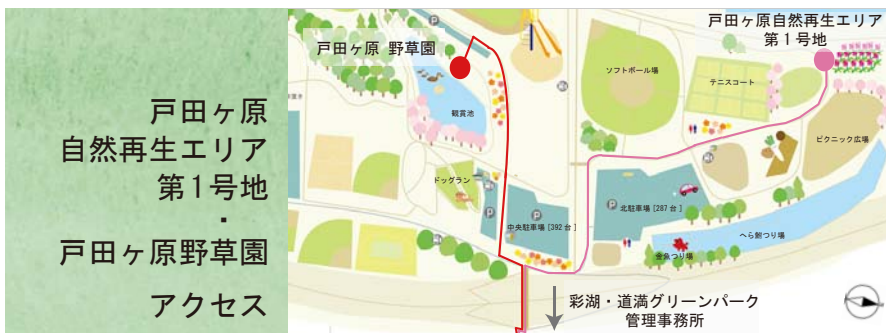 戸田ヶ原
自然再生エリア
第1号地
・
戸田ヶ原野草園
アクセス
戸田ヶ原 野草園
戸田ヶ原自然再生エリア
第1号地
ソフトボール場
テニスコート
観賞池
ピクニック広場
ドッグラン
中央駐車場 [392台]
北駐車場 [287台]
へら鮒つり場
金魚つり場
彩湖・道満グリーンパーク
管理事務所
P
P
P
P